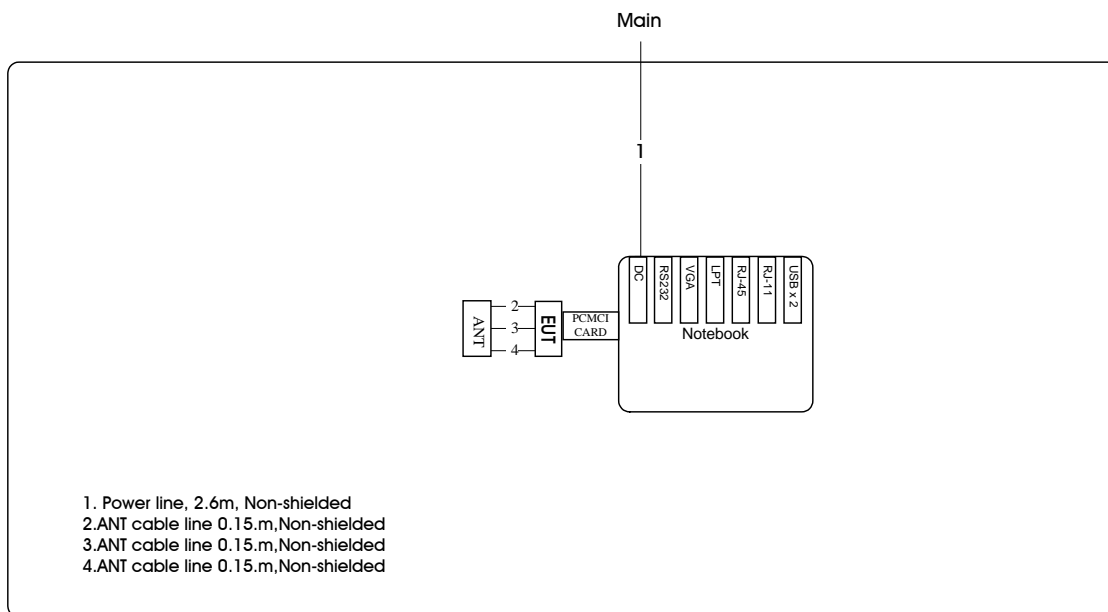 Main
1
DC
RS232
VGA
LPT
RJ-45
RJ-11
USB x 2
Notebook
ANT
2
3
4
EUT
PCMCI
CARD
1. Power line, 2.6m, Non-shielded
2.ANT cable line 0.15.m,Non-shielded
3.ANT cable line 0.15.m,Non-shielded
4.ANT cable line 0.15.m,Non-shielded